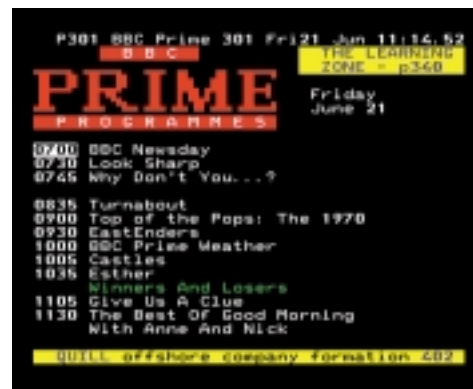 P301 BBC Prime 301 Fri21 Jun 11:14,52
BBC
THE LEARNING
ZONE - p340
PRIME
Friday
June 21
PROGRAMMES
0700 BBC Newsday
0730 Look Sharp
0745 Why Don't You...?
0835 Turnabout
0900 Top of the Pops: The 1970
0930 EastEnders
1000 BBC Prime Weather
1005 Castles
1035 Esther
Winners And Losers
1105 Give Us A Clue
1130 The Best Of Good Morning
With Anne And Nick
QUILL offshore company formation 402